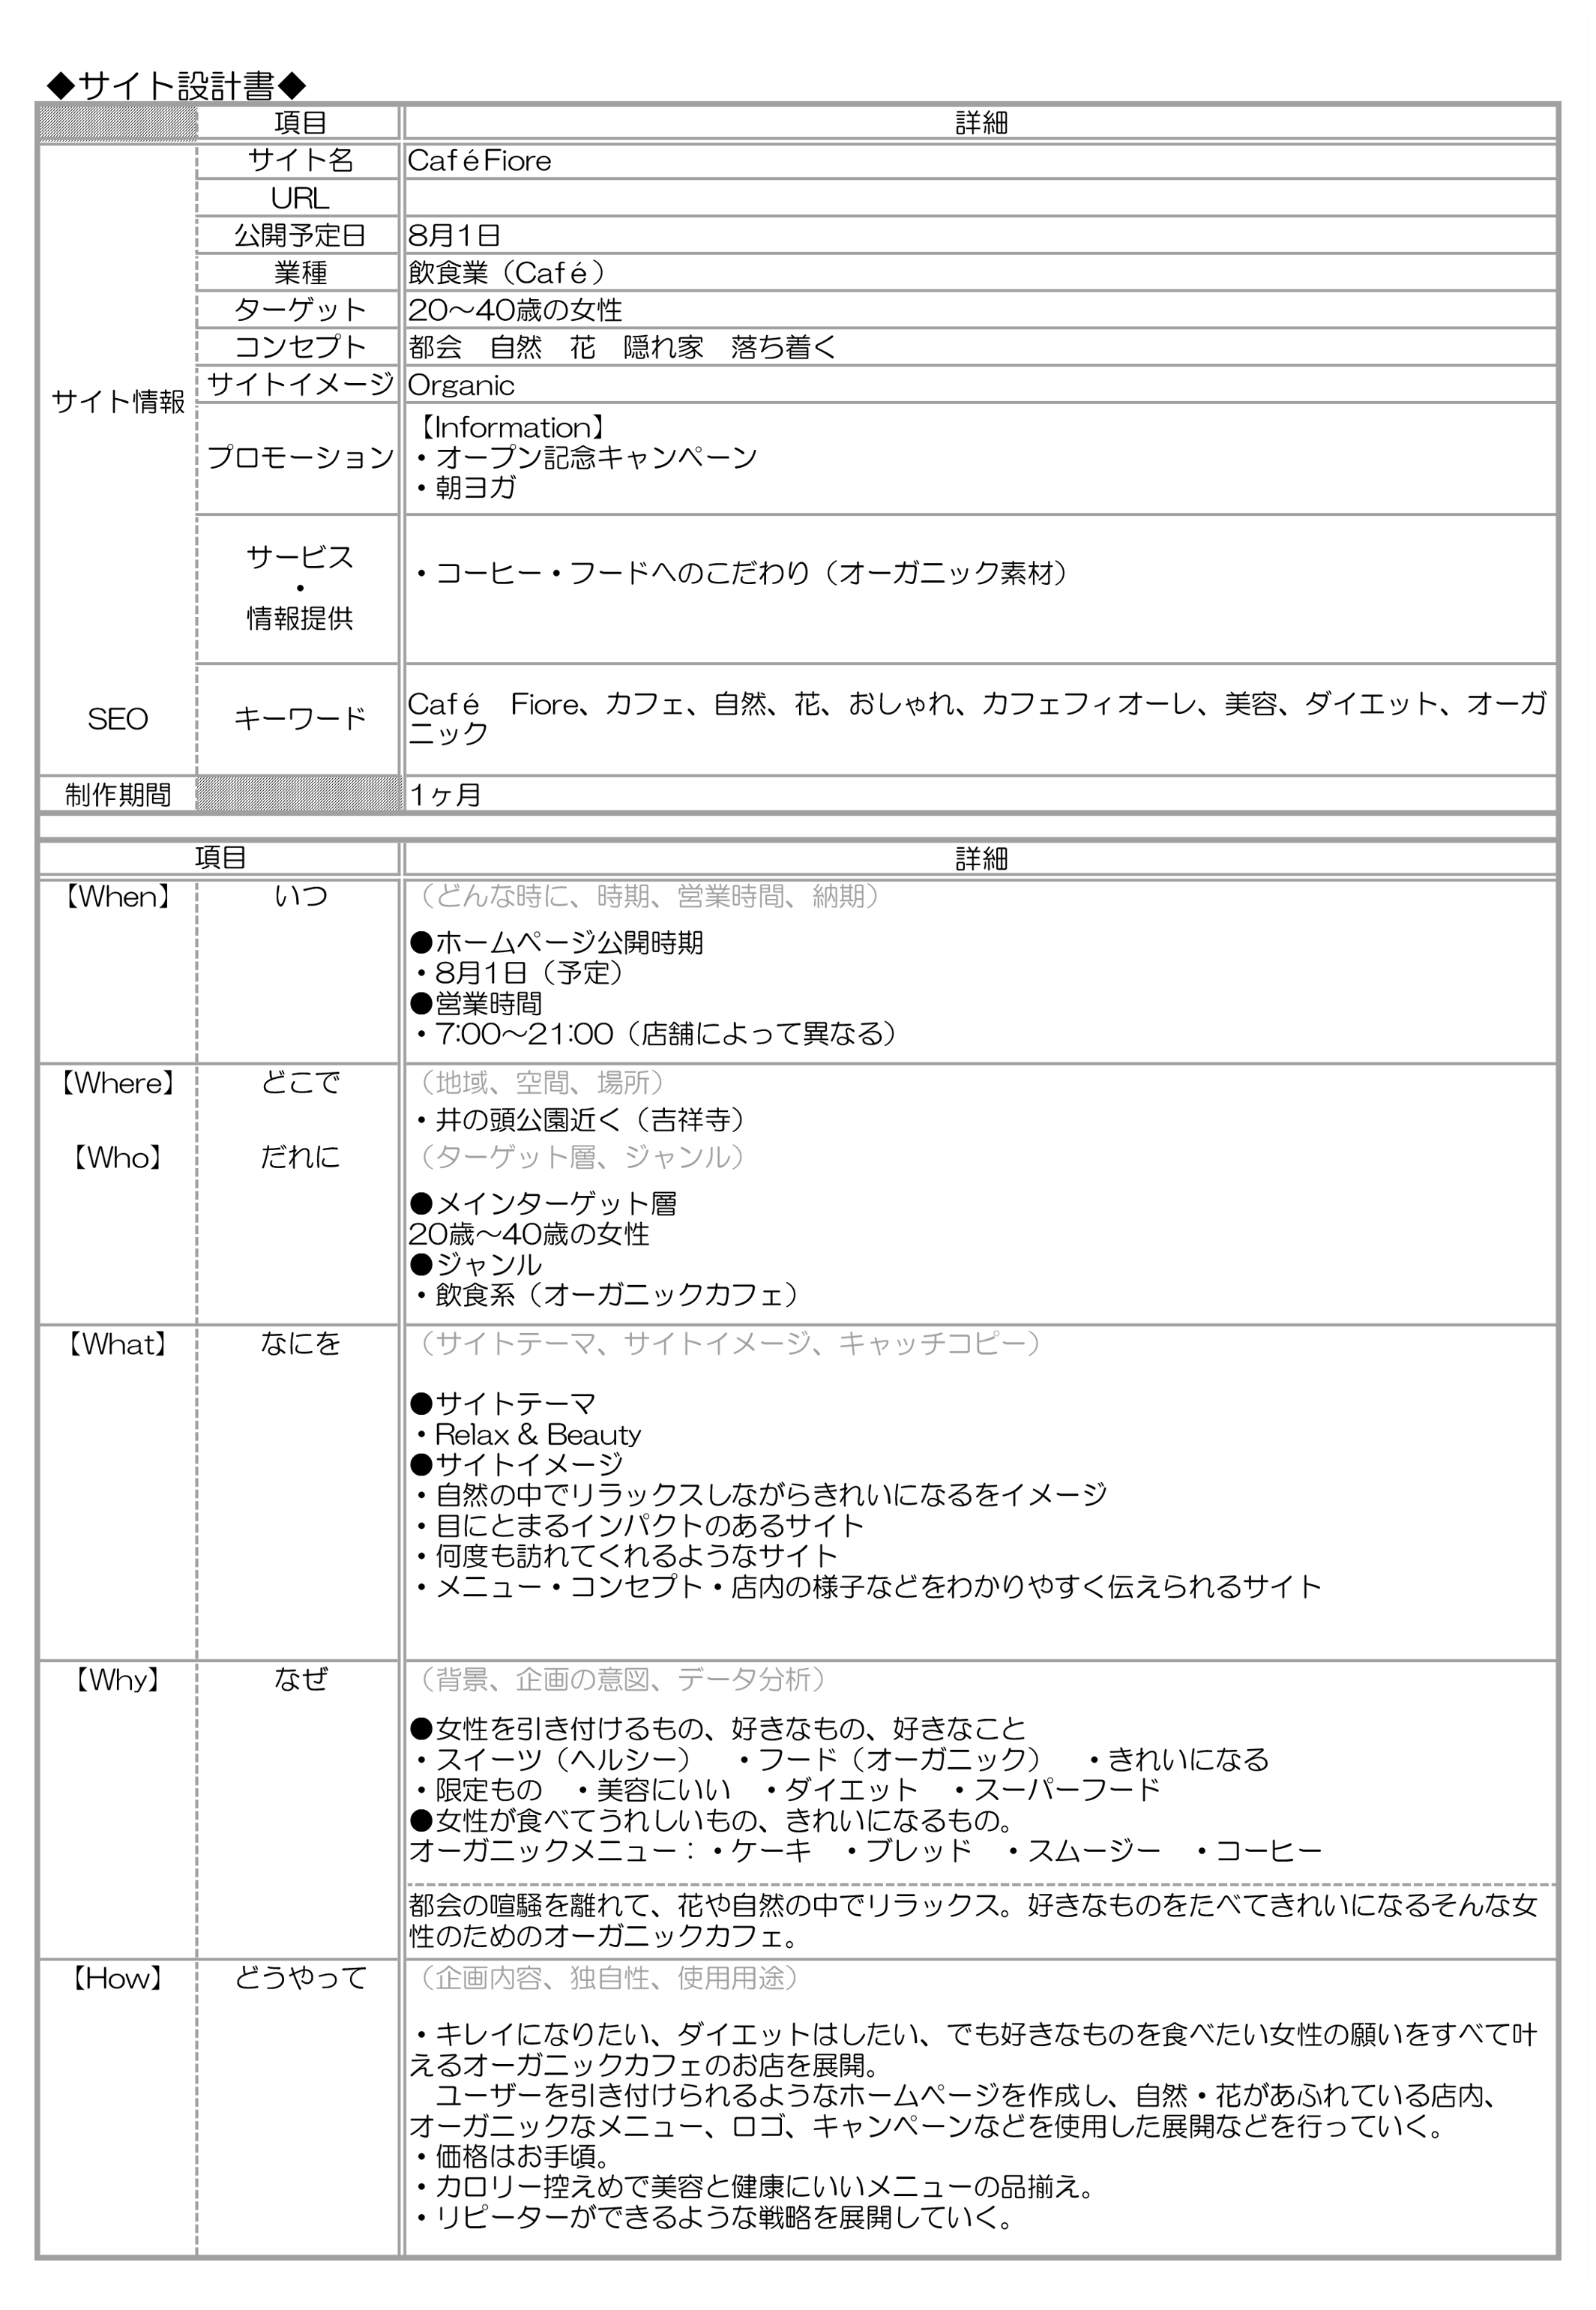 ◆サイト設計書◆
項目 詳細
サイト情報
サイト名 Café Fiore
URL
公開予定日 8月1日
業種 飲食業（Café）
ターゲット 20～40歳の女性
コンセプト 都会　自然　花　隠れ家　落ち着く
サイトイメージ Organic
プロモーション
【Information】
・オープン記念キャンペーン
・朝ヨガ
サービス
・
情報提供
・コーヒー・フードへのこだわり（オーガニック素材）
SEO キーワード
Café　Fiore、カフェ、自然、花、おしゃれ、カフェフィオーレ、美容、ダイエット、オーガ
ニック
制作期間 1ヶ月
項目 詳細
【When】 いつ （どんな時に、時期、営業時間、納期）
●ホームページ公開時期
・8月1日（予定）
●営業時間
・7:00～21:00（店舗によって異なる）
【Where】 どこで （地域、空間、場所）
・井の頭公園近く（吉祥寺）
【Who】 だれに （ターゲット層、ジャンル）
●メインターゲット層
20歳～40歳の女性
●ジャンル
・飲食系（オーガニックカフェ）
【What】 なにを （サイトテーマ、サイトイメージ、キャッチコピー）
●サイトテーマ
・Relax & Beauty
●サイトイメージ
・自然の中でリラックスしながらきれいになるをイメージ
・目にとまるインパクトのあるサイト
・何度も訪れてくれるようなサイト
・メニュー・コンセプト・店内の様子などをわかりやすく伝えられるサイト
【Why】 なぜ （背景、企画の意図、データ分析）
●女性を引き付けるもの、好きなもの、好きなこと
・スイーツ（ヘルシー）　・フード（オーガニック）　・きれいになる
・限定もの　・美容にいい　・ダイエット　・スーパーフード
●女性が食べてうれしいもの、きれいになるもの。
オーガニックメニュー：・ケーキ　・ブレッド　・スムージー　・コーヒー
都会の喧騒を離れて、花や自然の中でリラックス。好きなものをたべてきれいになるそんな女
性のためのオーガニックカフェ。
【How】 どうやって （企画内容、独自性、使用用途）
・キレイになりたい、ダイエットはしたい、でも好きなものを食べたい女性の願いをすべて叶
えるオーガニックカフェのお店を展開。
　ユーザーを引き付けられるようなホームページを作成し、自然・花があふれている店内、
オーガニックなメニュー、ロゴ、キャンペーンなどを使用した展開などを行っていく。
・価格はお手頃。
・カロリー控えめで美容と健康にいいメニューの品揃え。
・リピーターができるような戦略を展開していく。